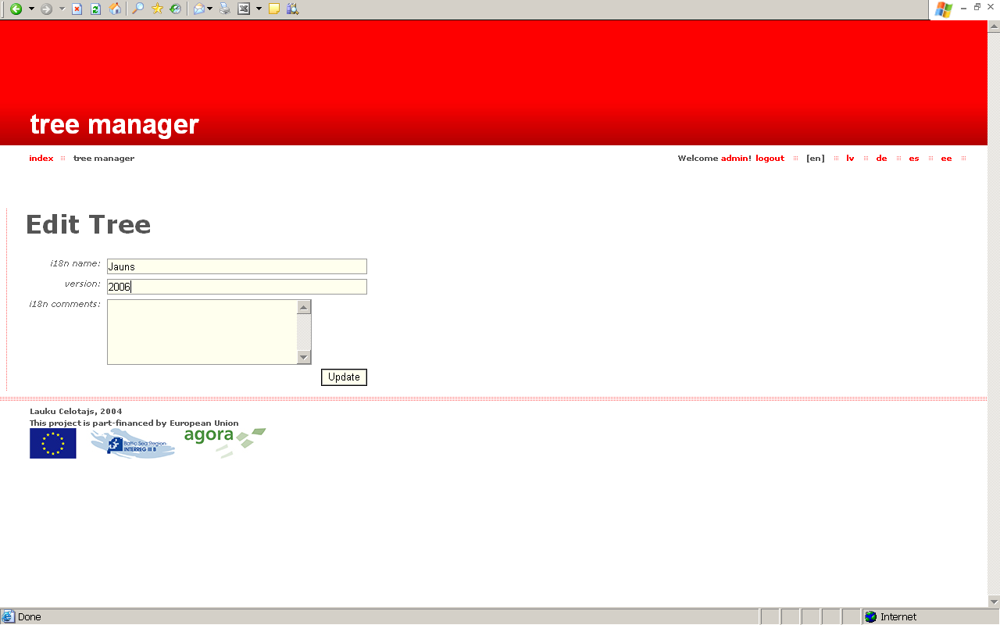 tree manager
index tree manager Welcome admin! logout [en] lv de es ee
Edit Tree
i18n name: Jauns
version: 2006
i18n comments:
Update
Lauku Celotajs, 2004
This project is part-financed by European Union
Baltic Sea Region
INTERREG III B
agora
Done Internet